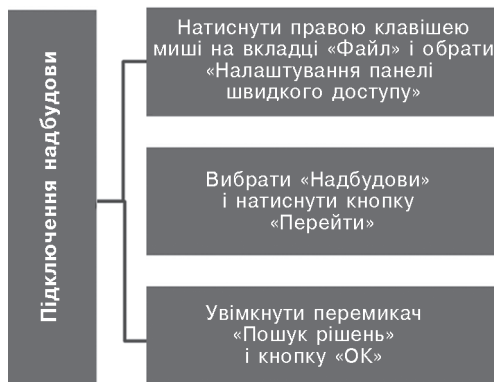 Підключення надбудови
Натиснути правою клавішею
миші на вкладці «Файл» і обрати
«Налаштування панелі
швидкого доступу»
Вибрати «Надбудови»
і натиснути кнопку
«Перейти»
Увімкнути перемикач
«Пошук рішень»
і кнопку «ОК»